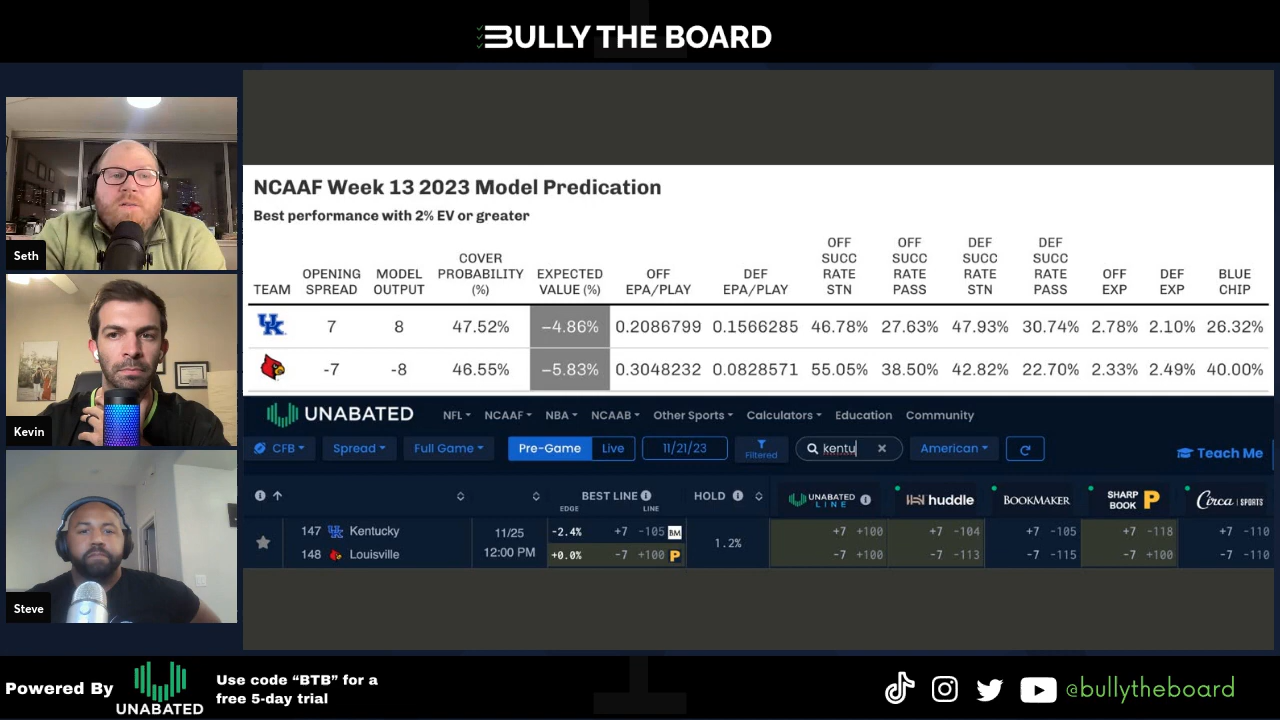 BULLY THE BOARD
Seth
Kevin
Steve
NCAAF Week 13 2023 Model Predication
Best performance with 2% EV or greater
TEAM OPENING SPREAD MODEL OUTPUT COVER PROBABILITY (%) EXPECTED VALUE (%) OFF EPA/PLAY DEF EPA/PLAY OFF SUCC RATE STN OFF SUCC RATE PASS DEF SUCC RATE STN DEF SUCC RATE PASS OFF EXP DEF EXP BLUE CHIP
UK 7 8 47.52% −4.86% 0.2086799 0.1566285 46.78% 27.63% 47.93% 30.74% 2.78% 2.10% 26.32%
-7 -8 46.55% −5.83% 0.3048232 0.0828571 55.05% 38.50% 42.82% 22.70% 2.33% 2.49% 40.00%
UNABATED NFL NCAAF NBA NCAAB Other Sports Calculators Education Community
CFB Spread Full Game Pre-Game Live 11/21/23 Filtered kentu American Teach Me
BEST LINE EDGE LINE HOLD UNABATED LINE huddle BOOKMAKER SHARP BOOK P Circa SPORTS
147 Kentucky 11/25 -2.4% +7 -105 BM +7 +100 +7 -104 +7 -105 +7 -118 +7 -110
148 Louisville 12:00 PM +0.0% -7 +100 P 1.2% -7 +100 -7 -113 -7 -115 -7 +100 -7 -110
Powered By UNABATED
Use code “BTB” for a
free 5-day trial
@bullytheboard